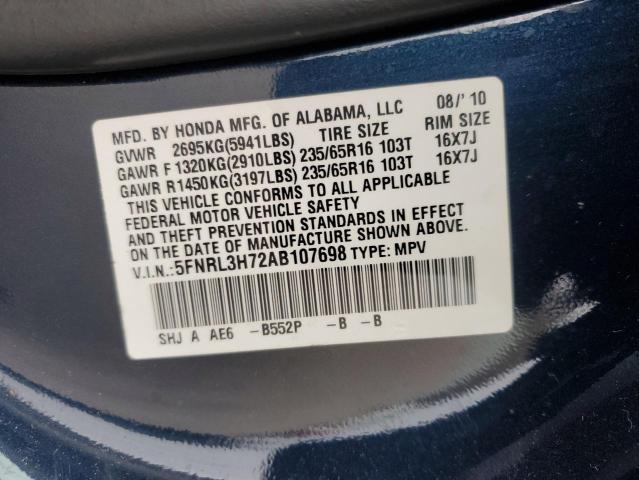 MFD. BY HONDA MFG. OF ALABAMA, LLC 08/'10
GVWR 2695KG(5941LBS) TIRE SIZE RIM SIZE
GAWR F 1320KG(2910LBS) 235/65R16 103T 16X7J
GAWR R1450KG(3197LBS) 235/65R16 103T 16X7J
THIS VEHICLE CONFORMS TO ALL APPLICABLE
FEDERAL MOTOR VEHICLE SAFETY
AND THEFT PREVENTION STANDARDS IN EFFECT
ON THE DATE OF MANUFACTURE SHOWN ABOVE.
V.I.N.:5FNRL3H72AB107698 TYPE: MPV
SHJ A AE6 -B552P -B -B